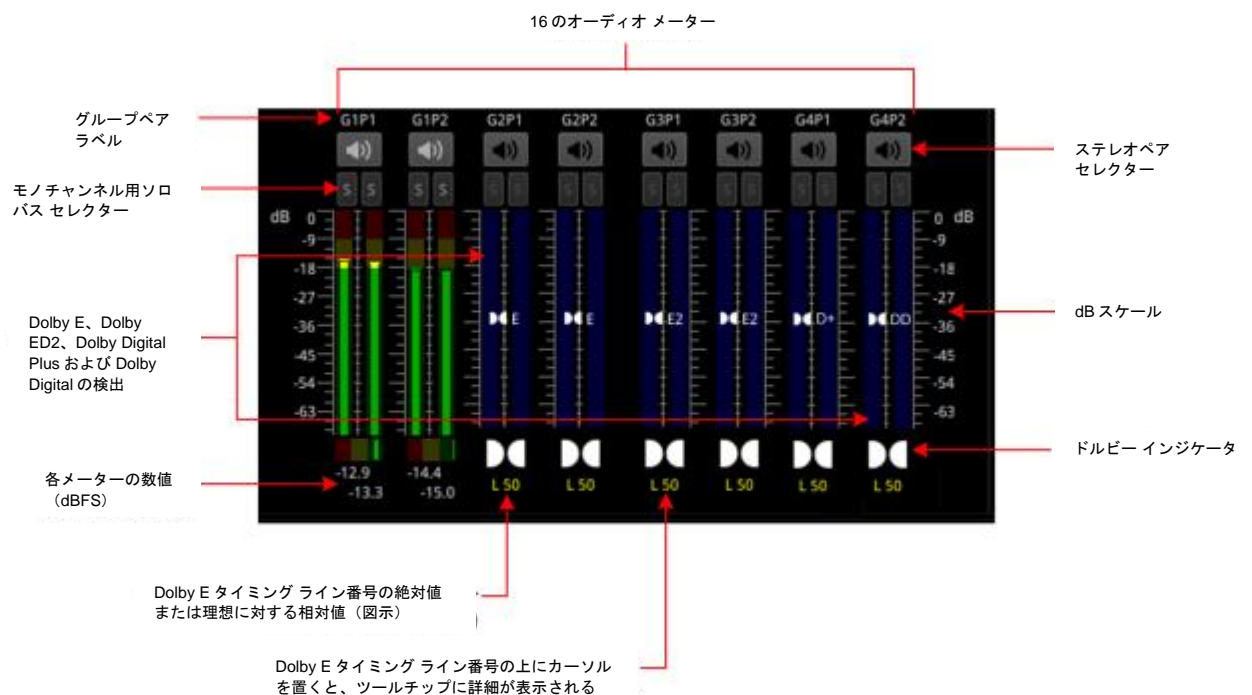 16 のオーディオ メーター
グループペア
ラベル
G1P1 G1P2 G2P1 G2P2 G3P1 G3P2 G4P1 G4P2
ステレオペア
セレクター
モノチャンネル用ソロ
バス セレクター
S S S S S S S S S S S S S S S S
dB 0 0 dB
-9 -9
-18 -18
-27 -27
-36 -36
-45 -45
-54 -54
-63 -63
E E E2 E2 D+ DD
dB スケール
Dolby E、Dolby
ED2、Dolby Digital
Plus および Dolby
Digital の検出
ドルビー インジケータ
各メーターの数値
（dBFS）
-12.9 -14.4
-13.3 -15.0
L 50 L 50 L 50 L 50 L 50 L 50
Dolby E タイミング ライン番号の絶対値
または理想に対する相対値（図示）
Dolby E タイミング ライン番号の上にカーソル
を置くと、ツールチップに詳細が表示される